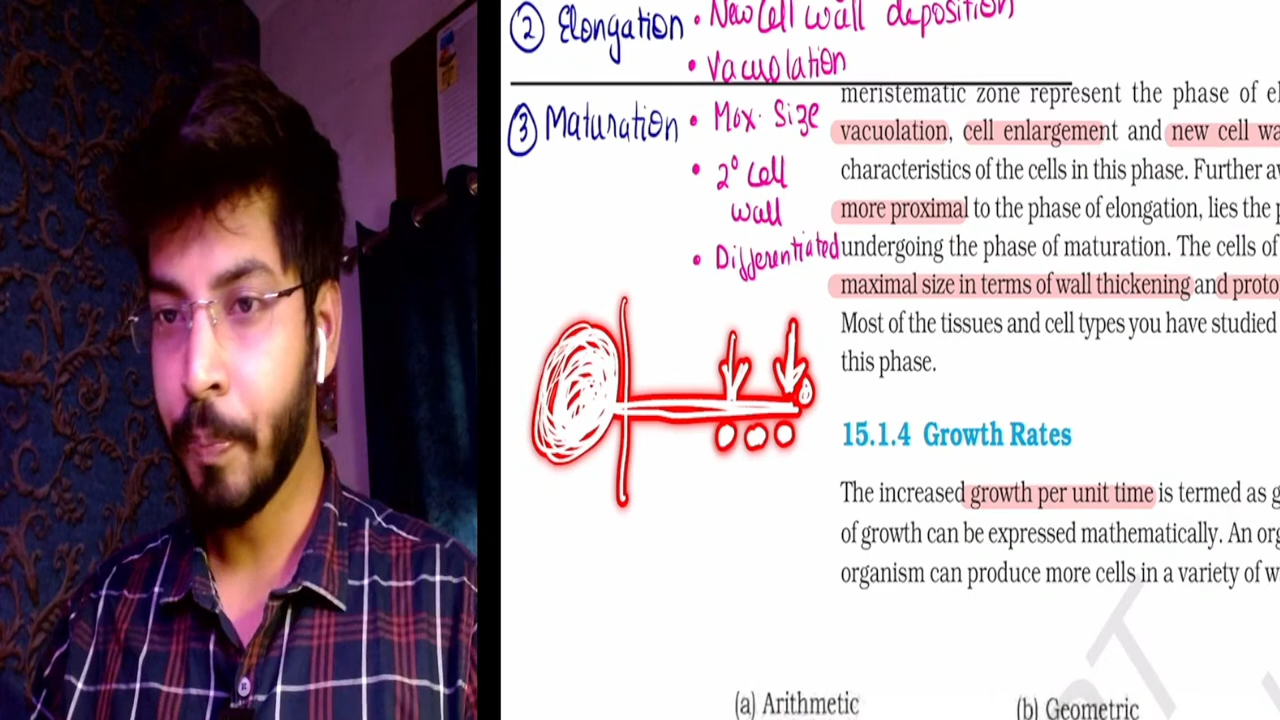 ② Elongation • New Cell wall deposition
• Vacuolation
③ Maturation • Max. Size
• 2° Cell
wall
• Differentiated
meristematic zone represent the phase of el
vacuolation, cell enlargement and new cell wa
characteristics of the cells in this phase. Further a
more proximal to the phase of elongation, lies the p
undergoing the phase of maturation. The cells of
maximal size in terms of wall thickening and proto
Most of the tissues and cell types you have studied
this phase.
15.1.4 Growth Rates
The increased growth per unit time is termed as g
of growth can be expressed mathematically. An org
organism can produce more cells in a variety of w
(a) Arithmetic (b) Geometric